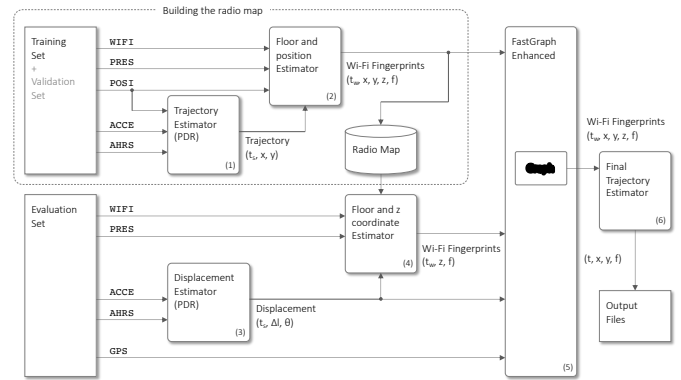 Building the radio map
Training
Set
+
Validation
Set
WIFI
PRES
POSI
ACCE
AHRS
Trajectory
Estimator
(PDR)
(1)
Trajectory
(tₛ, x, y)
Floor and
position
Estimator
(2)
Wi-Fi Fingerprints
(t_w, x, y, z, f)
Radio Map
FastGraph
Enhanced
(5)
Wi-Fi Fingerprints
(t_w, x, y, z, f)
Final
Trajectory
Estimator
(6)
(t, x, y, f)
Output
Files
Evaluation
Set
WIFI
PRES
ACCE
AHRS
GPS
Floor and z
coordinate
Estimator
(4)
Wi-Fi Fingerprints
(t_w, z, f)
Displacement
Estimator
(PDR)
(3)
Displacement
(tₛ, Δl, θ)